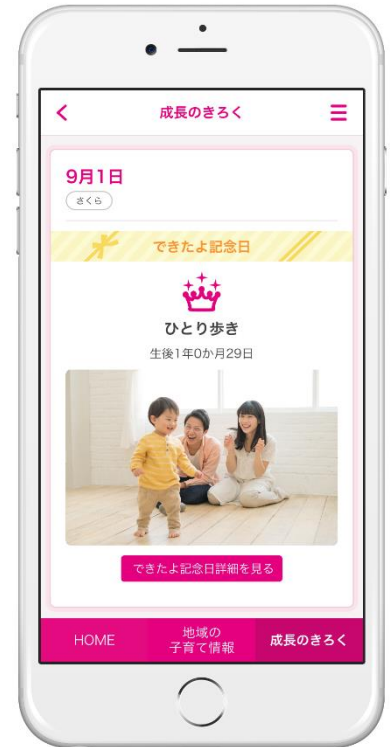 成長のきろく
9月1日
さくら
できたよ記念日
ひとり歩き
生後1年0か月29日
できたよ記念日詳細を見る
HOME
地域の
子育て情報
成長のきろく